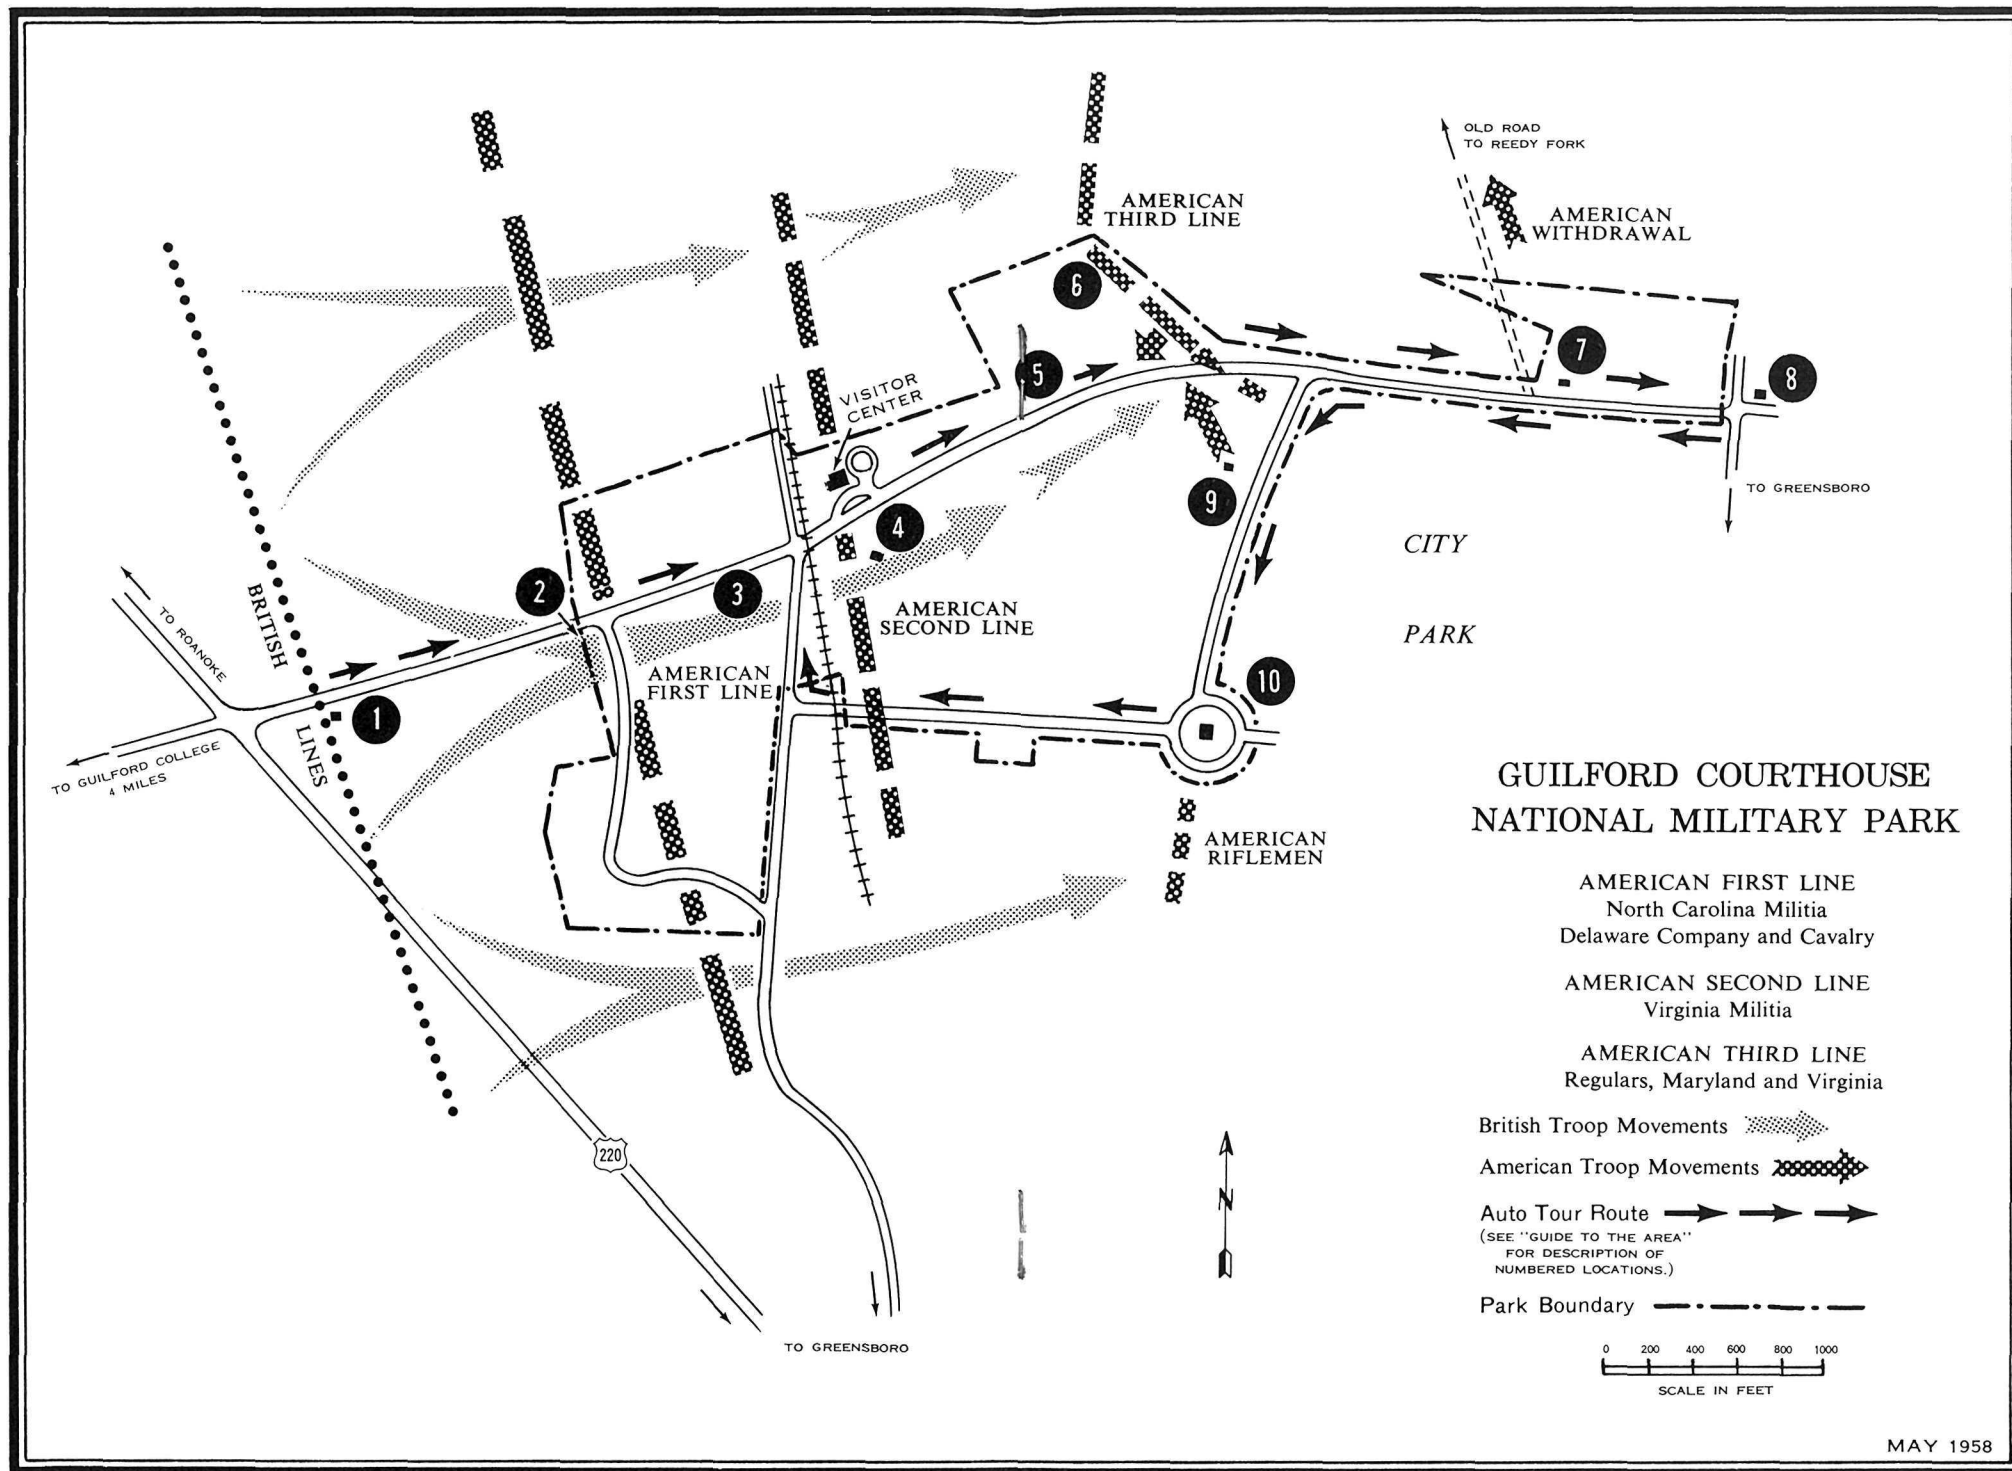 OLD ROAD
TO REEDY FORK
AMERICAN
THIRD LINE
AMERICAN
WITHDRAWAL
6
7
8
5
VISITOR
CENTER
TO GREENSBORO
9
4
CITY
PARK
2
3
BRITISH
LINES
TO ROANOKE
AMERICAN
SECOND LINE
AMERICAN
FIRST LINE
10
1
TO GUILFORD COLLEGE
4 MILES
AMERICAN
RIFLEMEN
220
N
TO GREENSBORO
GUILFORD COURTHOUSE
NATIONAL MILITARY PARK
AMERICAN FIRST LINE
North Carolina Militia
Delaware Company and Cavalry
AMERICAN SECOND LINE
Virginia Militia
AMERICAN THIRD LINE
Regulars, Maryland and Virginia
British Troop Movements
American Troop Movements
Auto Tour Route
(SEE "GUIDE TO THE AREA"
FOR DESCRIPTION OF
NUMBERED LOCATIONS.)
Park Boundary
0 200 400 600 800 1000
SCALE IN FEET
MAY 1958